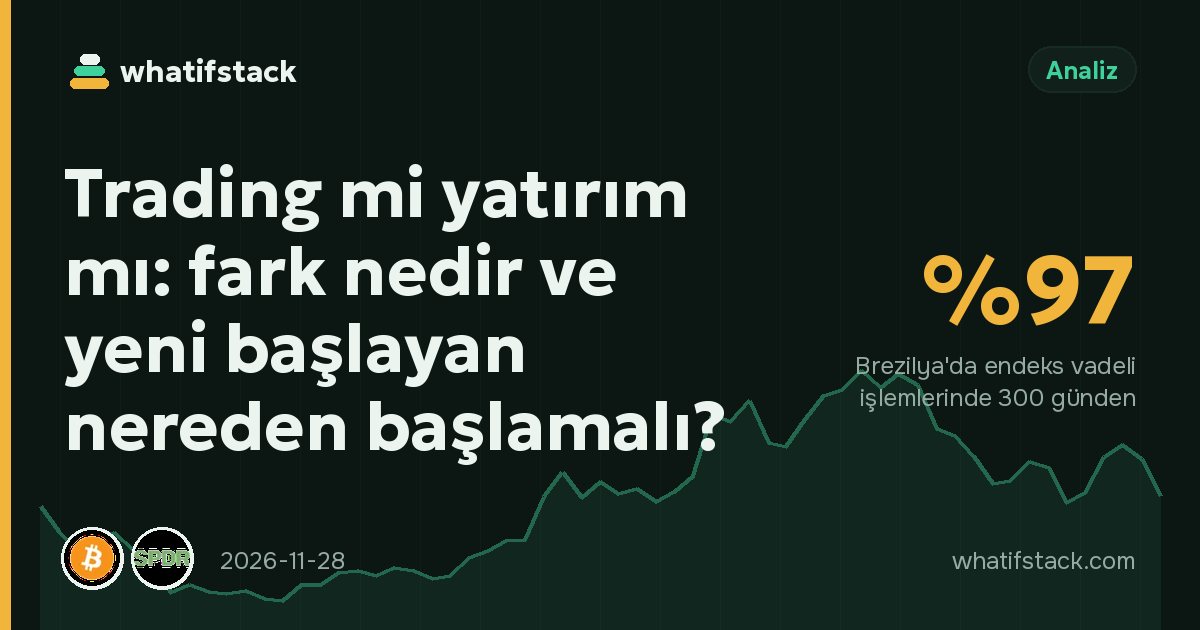 whatifstack
Analiz
Trading mi yatırım
mı: fark nedir ve
yeni başlayan
nereden başlamalı?
%97
Brezilya'da endeks vadeli
işlemlerinde 300 günden
SPDR
2026-11-28
whatifstack.com